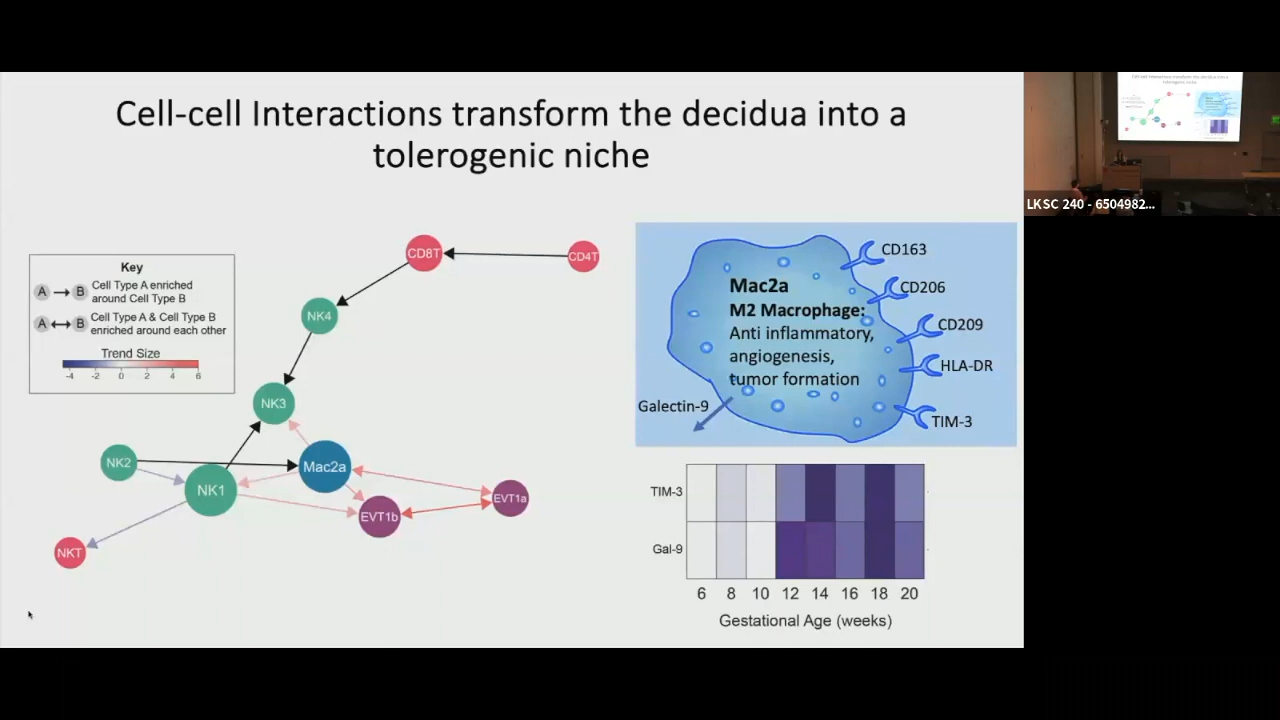 Cell-cell Interactions transform the decidua into a
tolerogenic niche
Key
A → B Cell Type A enriched
around Cell Type B
A ↔ B Cell Type A & Cell Type B
enriched around each other
Trend Size
-4 -2 0 2 4 6
CD8T
CD4T
NK4
NK3
NK2
Mac2a
NK1
EVT1a
EVT1b
NKT
Mac2a
M2 Macrophage:
Anti inflammatory,
angiogenesis,
tumor formation
CD163
CD206
CD209
HLA-DR
TIM-3
Galectin-9
TIM-3
Gal-9
6 8 10 12 14 16 18 20
Gestational Age (weeks)
LKSC 240 - 6504982...